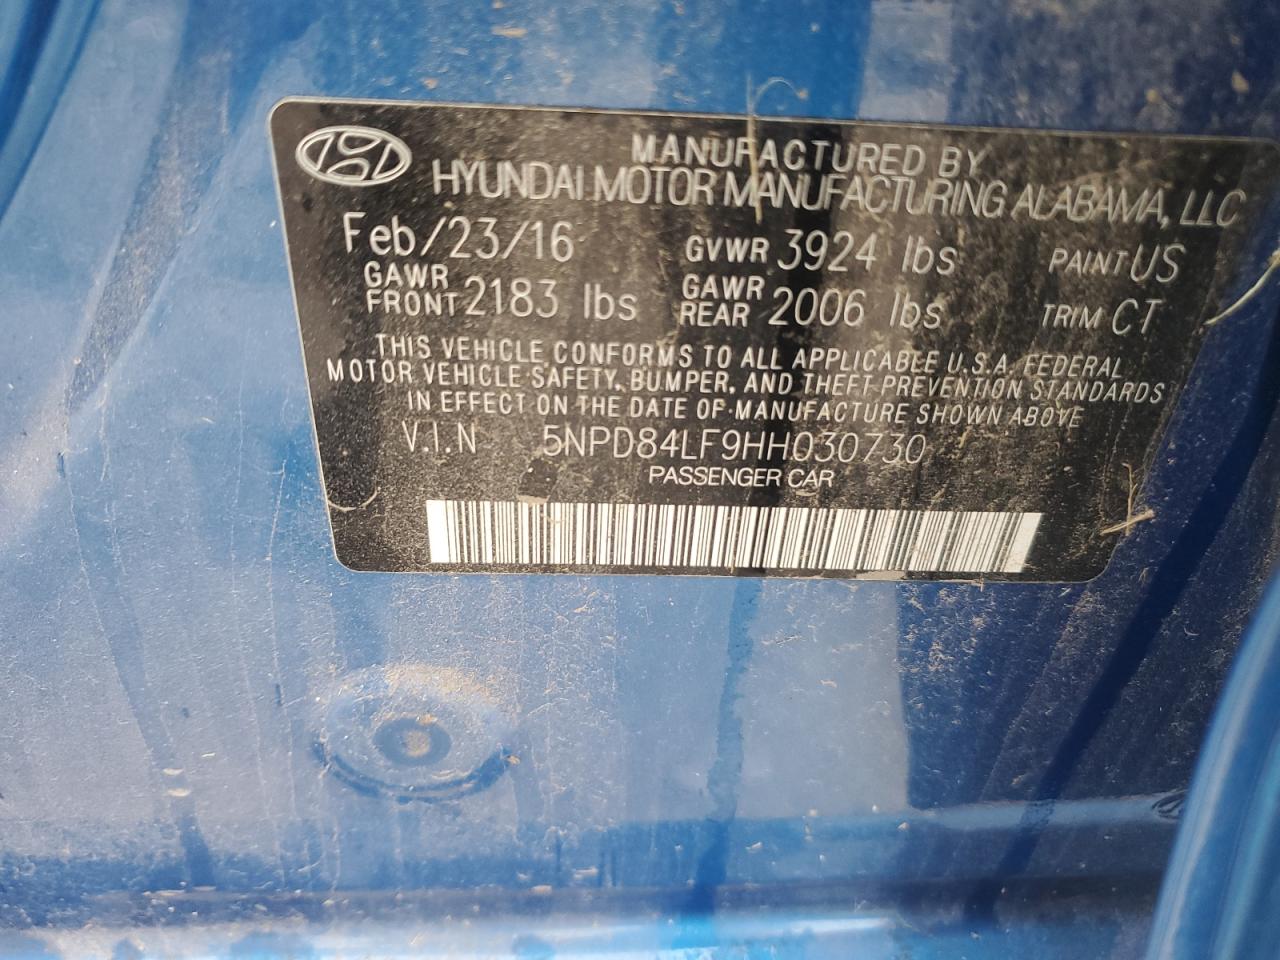 MANUFACTURED BY
HYUNDAI MOTOR MANUFACTURING ALABAMA, LLC
Feb/23/16 GVWR 3924 lbs PAINT US
GAWR FRONT 2183 lbs GAWR REAR 2006 lbs TRIM CT
THIS VEHICLE CONFORMS TO ALL APPLICABLE U.S.A. FEDERAL
MOTOR VEHICLE SAFETY, BUMPER, AND THEFT PREVENTION STANDARDS
IN EFFECT ON THE DATE OF MANUFACTURE SHOWN ABOVE
V.I.N 5NPD84LF9HH030730
PASSENGER CAR